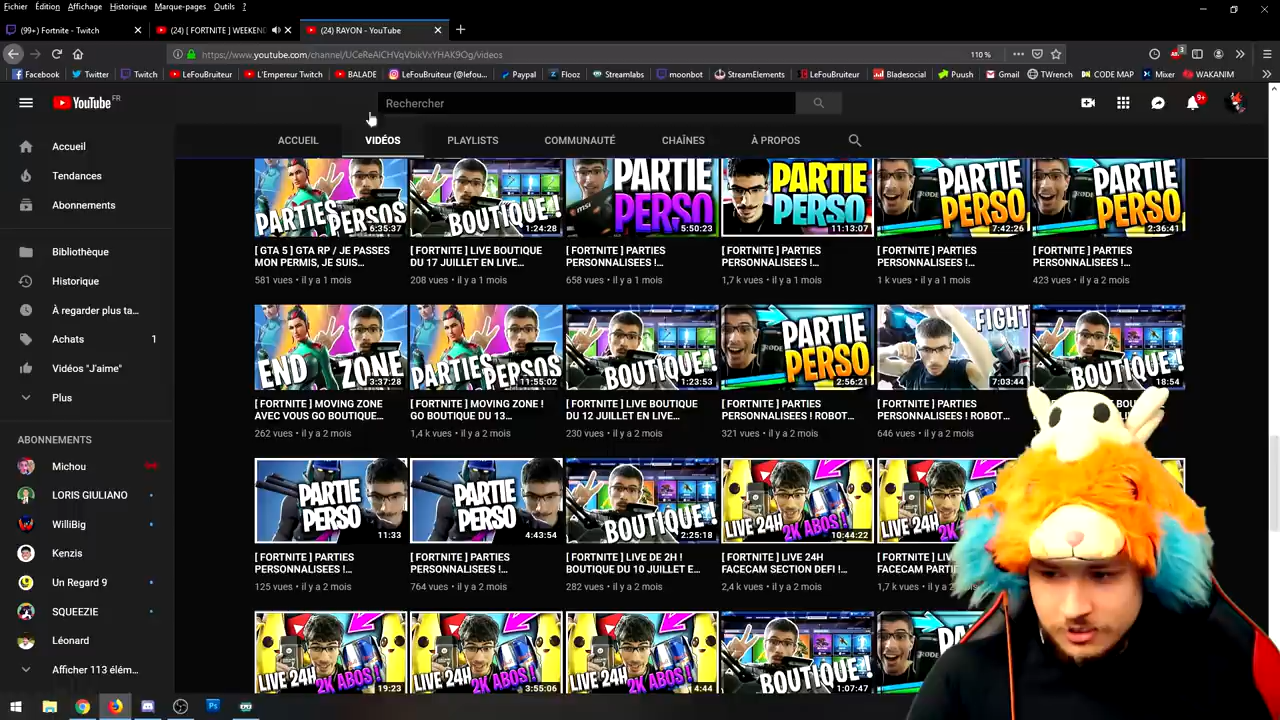 Fichier Édition Affichage Historique Marque-pages Outils ?
(99+) Fortnite - Twitch
(24) [ FORTNITE ] WEEKEND
(24) RAYON - YouTube
110 %
Facebook Twitter Twitch LeFouBruiteur L'Empereur Twitch BALADE LeFouBruiteur (@lefou... Paypal Flooz Streamlabs moonbot StreamElements LeFouBruiteur Bladesocial Puush Gmail TWrench CODE MAP Mixer WAKANIM
YouTube FR
Rechercher
9+
ACCUEIL VIDÉOS PLAYLISTS COMMUNAUTÉ CHAÎNES À PROPOS
Accueil
Tendances
Abonnements
Bibliothèque
Historique
À regarder plus ta...
Achats 1
Vidéos "J'aime"
Plus
ABONNEMENTS
Michou
LORIS GIULIANO
WilliBig
Kenzis
Un Regard 9
SQUEEZIE
Léonard
Afficher 113 élém...
PARTIES PERSOS
6:35:37
[ GTA 5 ] GTA RP / JE PASSES
MON PERMIS, JE SUIS...
581 vues • il y a 1 mois
BOUTIQUE !
1:24:28
[ FORTNITE ] LIVE BOUTIQUE
DU 17 JUILLET EN LIVE...
208 vues • il y a 1 mois
PARTIE
PERSO
5:50:23
[ FORTNITE ] PARTIES
PERSONNALISEES !...
658 vues • il y a 1 mois
PARTIE
PERSO
11:13:07
[ FORTNITE ] PARTIES
PERSONNALISEES !...
1,7 k vues • il y a 1 mois
PARTIE
PERSO
7:42:26
[ FORTNITE ] PARTIES
PERSONNALISEES !...
1 k vues • il y a 1 mois
PARTIE
PERSO
2:36:41
[ FORTNITE ] PARTIES
PERSONNALISEES !...
423 vues • il y a 2 mois
END ZONE
3:37:28
[ FORTNITE ] MOVING ZONE
AVEC VOUS GO BOUTIQUE...
262 vues • il y a 2 mois
PARTIES PERSOS
11:55:02
[ FORTNITE ] MOVING ZONE !
GO BOUTIQUE DU 13...
1,4 k vues • il y a 2 mois
BOUTIQUE !
1:23:53
[ FORTNITE ] LIVE BOUTIQUE
DU 12 JUILLET EN LIVE...
230 vues • il y a 2 mois
PARTIE
PERSO
2:56:21
[ FORTNITE ] PARTIES
PERSONNALISEES ! ROBOT...
321 vues • il y a 2 mois
FIGHT
7:03:44
[ FORTNITE ] PARTIES
PERSONNALISEES ! ROBOT...
646 vues • il y a 2 mois
BOUTIQUE !
18:54
PARTIE
PERSO
11:33
[ FORTNITE ] PARTIES
PERSONNALISEES !...
125 vues • il y a 2 mois
PARTIE
PERSO
4:43:54
[ FORTNITE ] PARTIES
PERSONNALISEES !...
764 vues • il y a 2 mois
BOUTIQUE !
2:25:18
[ FORTNITE ] LIVE DE 2H !
BOUTIQUE DU 10 JUILLET E...
282 vues • il y a 2 mois
LIVE 24H
2K ABOS !
10:44:22
[ FORTNITE ] LIVE 24H
FACECAM SECTION DEFI !...
2,4 k vues • il y a 2 mois
LIVE 24H
[ FORTNITE ] LIVE 24H
FACECAM
1,7 k vues • il y a 2 mois
LIVE 24H
2K ABOS !
19:23
LIVE 24H
2K ABOS !
3:55:06
LIVE 24H
2K ABOS !
4:44
BOUTIQUE !
1:07:47